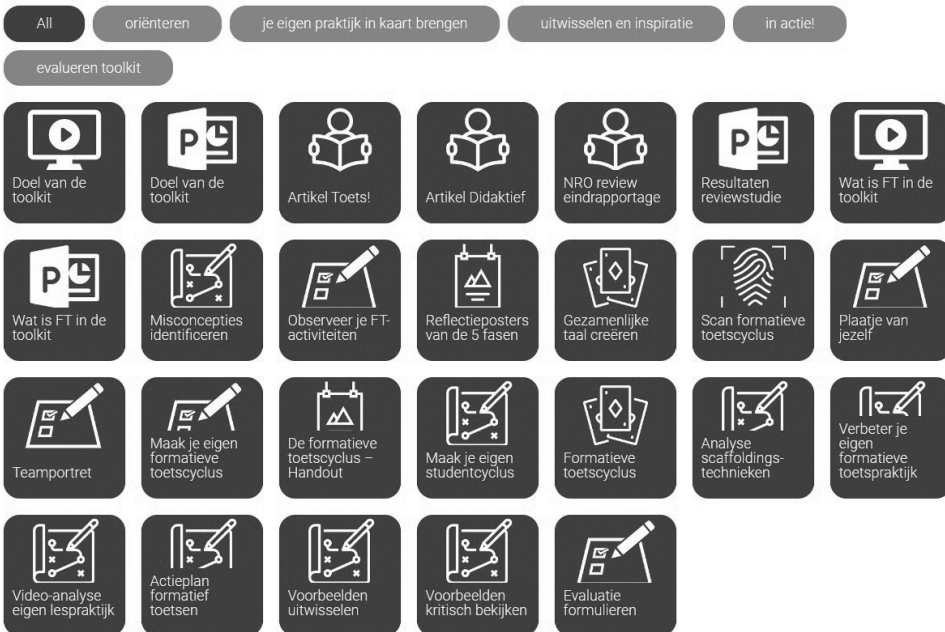 All
oriënteren
je eigen praktijk in kaart brengen
uitwisselen en inspiratie
in actie!
evalueren toolkit
Doel van de
toolkit
P
Doel van de
toolkit
Artikel Toets!
Artikel Didaktief
NRO review
eindrapportage
P
Resultaten
reviewstudie
Wat is FT in de
toolkit
P
Wat is FT in de
toolkit
Misconcepties
identificeren
Observeer je FT-
activiteiten
Reflectieposters
van de 5 fasen
Gezamenlijke
taal creëren
Scan formatieve
toetscyclus
Plaatje van
jezelf
Teamportret
Maak je eigen
formatieve
toetscyclus
De formatieve
toetscyclus –
Handout
Maak je eigen
studentcyclus
Formatieve
toetscyclus
Analyse
scaffoldings-
technieken
Verbeter je
eigen
formatieve
toetspraktijk
Video-analyse
eigen lespraktijk
Actieplan
formatief
toetsen
Voorbeelden
uitwisselen
Voorbeelden
kritisch bekijken
Evaluatie
formulieren